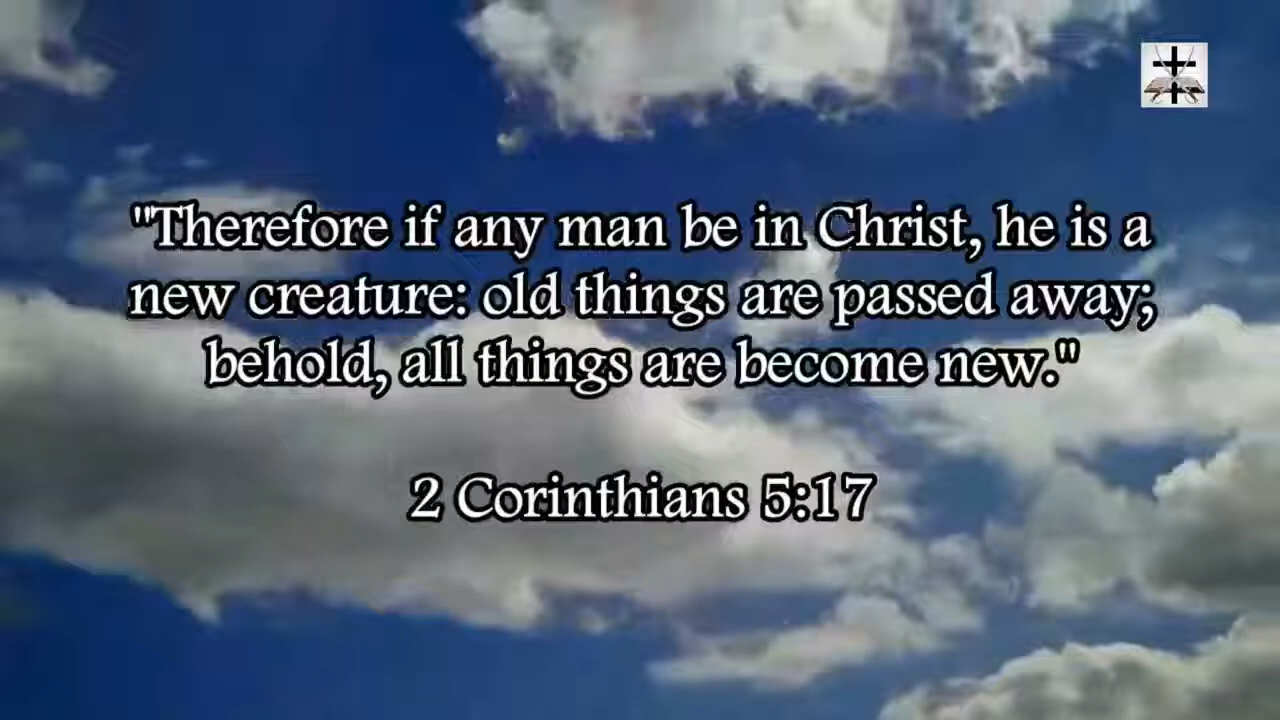 "Therefore if any man be in Christ, he is a
new creature: old things are passed away;
behold, all things are become new."
2 Corinthians 5:17